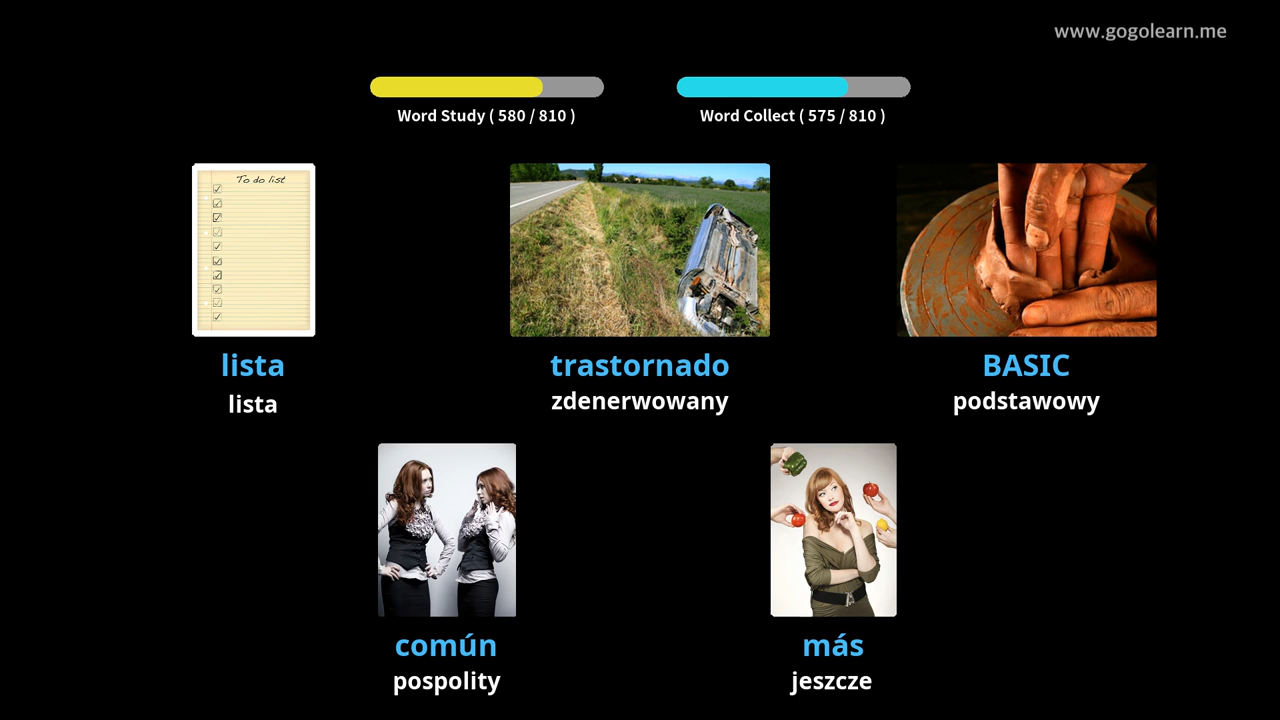 www.gogolearn.me
Word Study ( 580 / 810 )
Word Collect ( 575 / 810 )
To do list
lista
lista
trastornado
zdenerwowany
BASIC
podstawowy
común
pospolity
más
jeszcze